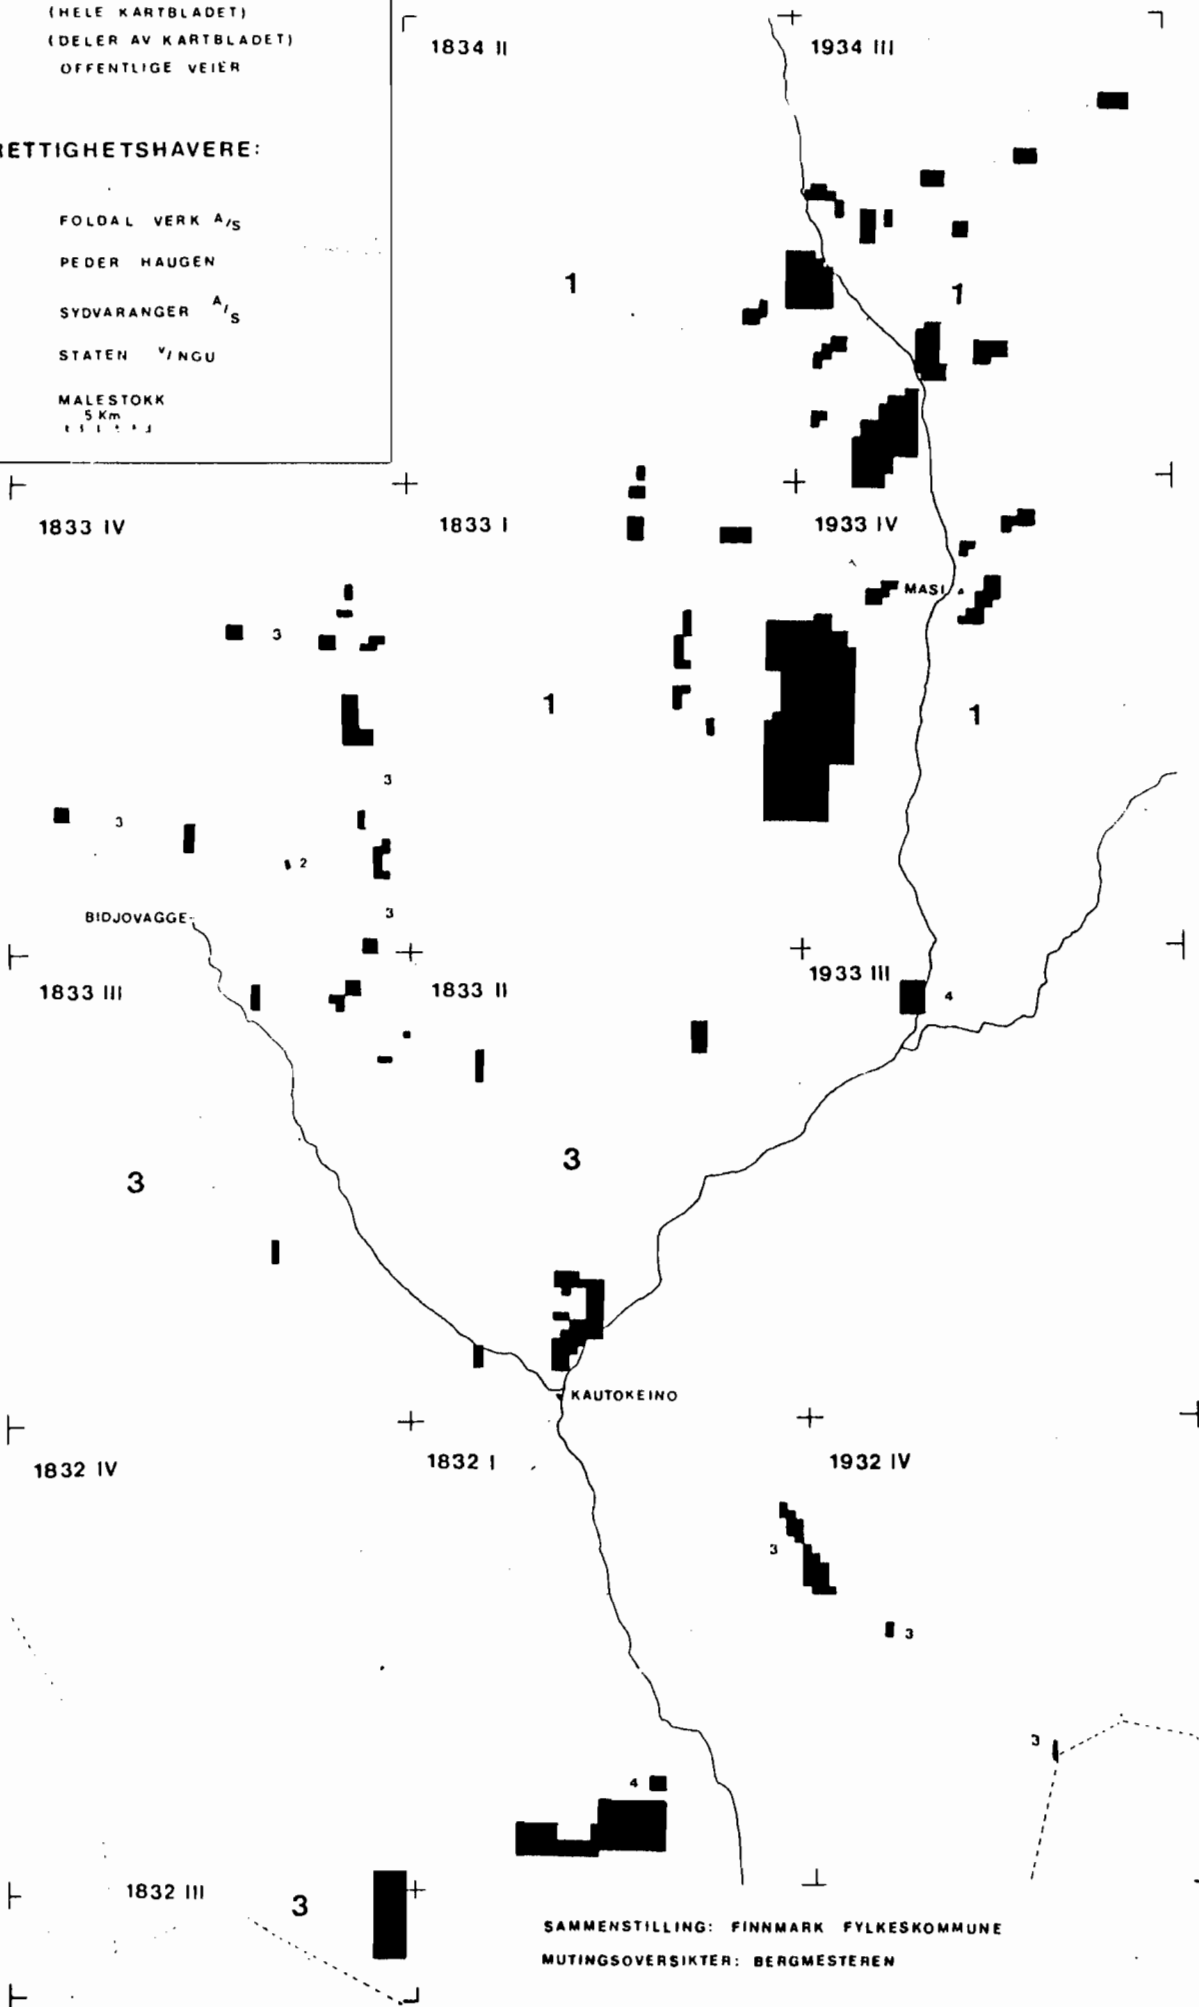 (HELE KARTBLADET)
(DELER AV KARTBLADET)
OFFENTLIGE VEIER
RETTIGHETSHAVERE:
FOLDAL VERK A/S
PEDER HAUGEN
SYDVARANGER A/S
STATEN V/NGU
MALESTOKK
5 Km
1834 II
1934 III
1
1
1833 IV
1833 I
1933 IV
MASI
3
1
1
3
3
2
BIDJOVAGGE
3
1833 III
1833 II
1933 III
4
3
3
KAUTOKEINO
1832 IV
1832 I
1932 IV
3
3
3
4
1832 III
3
SAMMENSTILLING: FINNMARK FYLKESKOMMUNE
MUTINGSOVERSIKTER: BERGMESTEREN